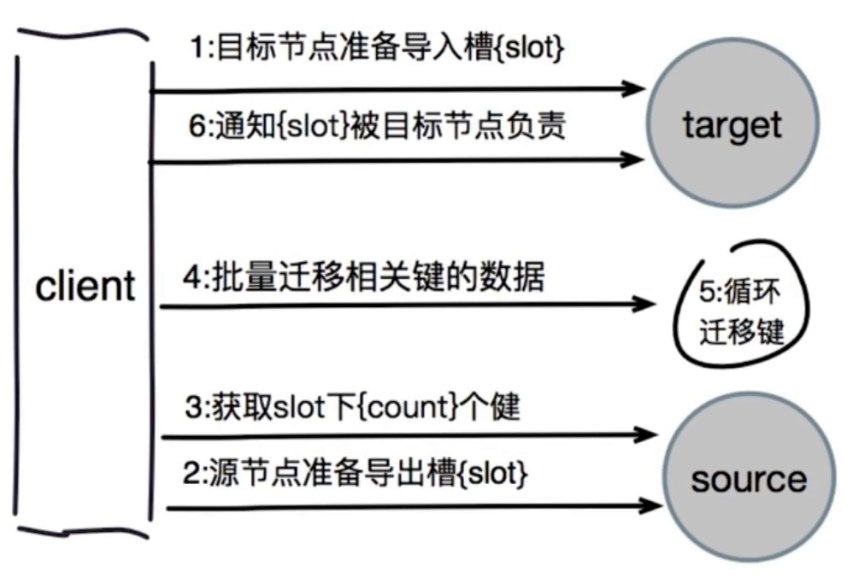 1:目标节点准备导入槽{slot}
6:通知{slot}被目标节点负责
target
client
4:批量迁移相关键的数据
5:循环
迁移键
3:获取slot下{count}个健
2:源节点准备导出槽{slot}
source